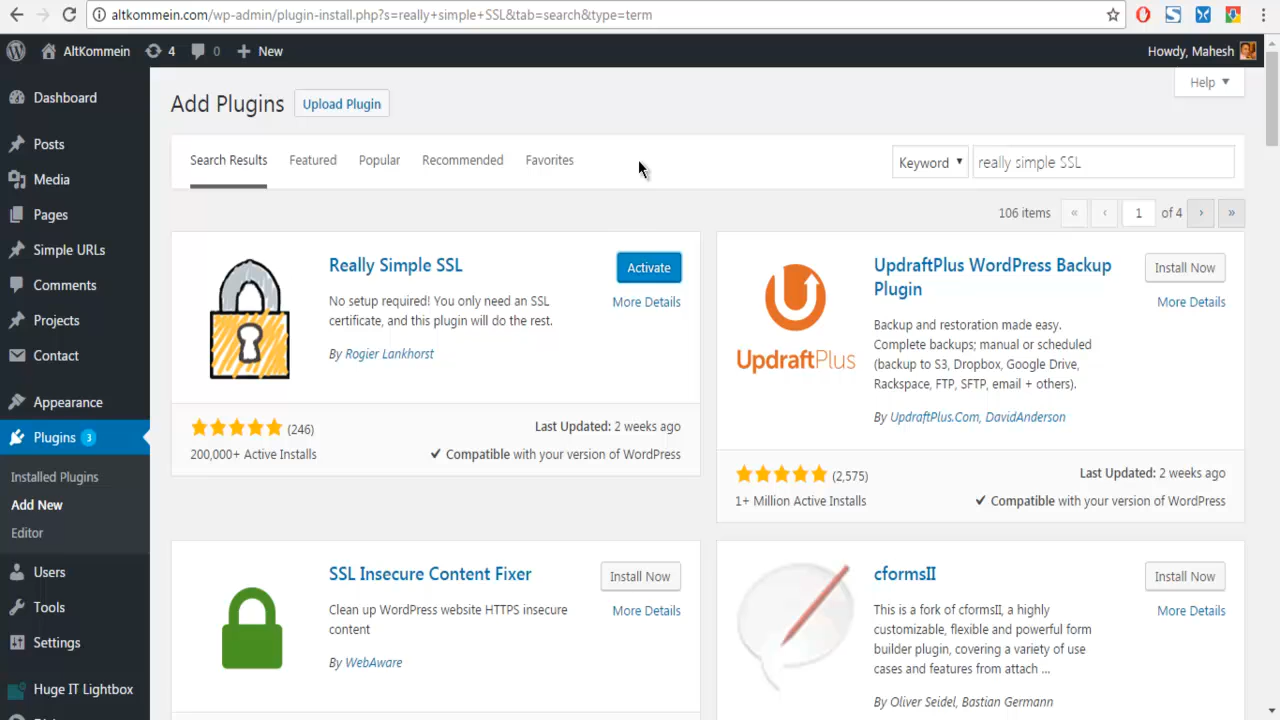 altkommein.com/wp-admin/plugin-install.php?s=really+simple+SSL&tab=search&type=term
AltKommein
4
0
New
Howdy, Mahesh
Dashboard
Posts
Media
Pages
Simple URLs
Comments
Projects
Contact
Appearance
Plugins 3
Installed Plugins
Add New
Editor
Users
Tools
Settings
Huge IT Lightbox
Help
Add Plugins
Upload Plugin
Search Results
Featured
Popular
Recommended
Favorites
Keyword
really simple SSL
106 items
«
‹
1
of 4
›
»
Really Simple SSL
Activate
More Details
No setup required! You only need an SSL
certificate, and this plugin will do the rest.
By Rogier Lankhorst
(246)
200,000+ Active Installs
Last Updated: 2 weeks ago
Compatible with your version of WordPress
UpdraftPlus
UpdraftPlus WordPress Backup
Plugin
Install Now
More Details
Backup and restoration made easy.
Complete backups; manual or scheduled
(backup to S3, Dropbox, Google Drive,
Rackspace, FTP, SFTP, email + others).
By UpdraftPlus.Com, DavidAnderson
(2,575)
1+ Million Active Installs
Last Updated: 2 weeks ago
Compatible with your version of WordPress
SSL Insecure Content Fixer
Install Now
More Details
Clean up WordPress website HTTPS insecure
content
By WebAware
cformsII
Install Now
More Details
This is a fork of cformsII, a highly
customizable, flexible and powerful form
builder plugin, covering a variety of use
cases and features from attach ...
By Oliver Seidel, Bastian Germann